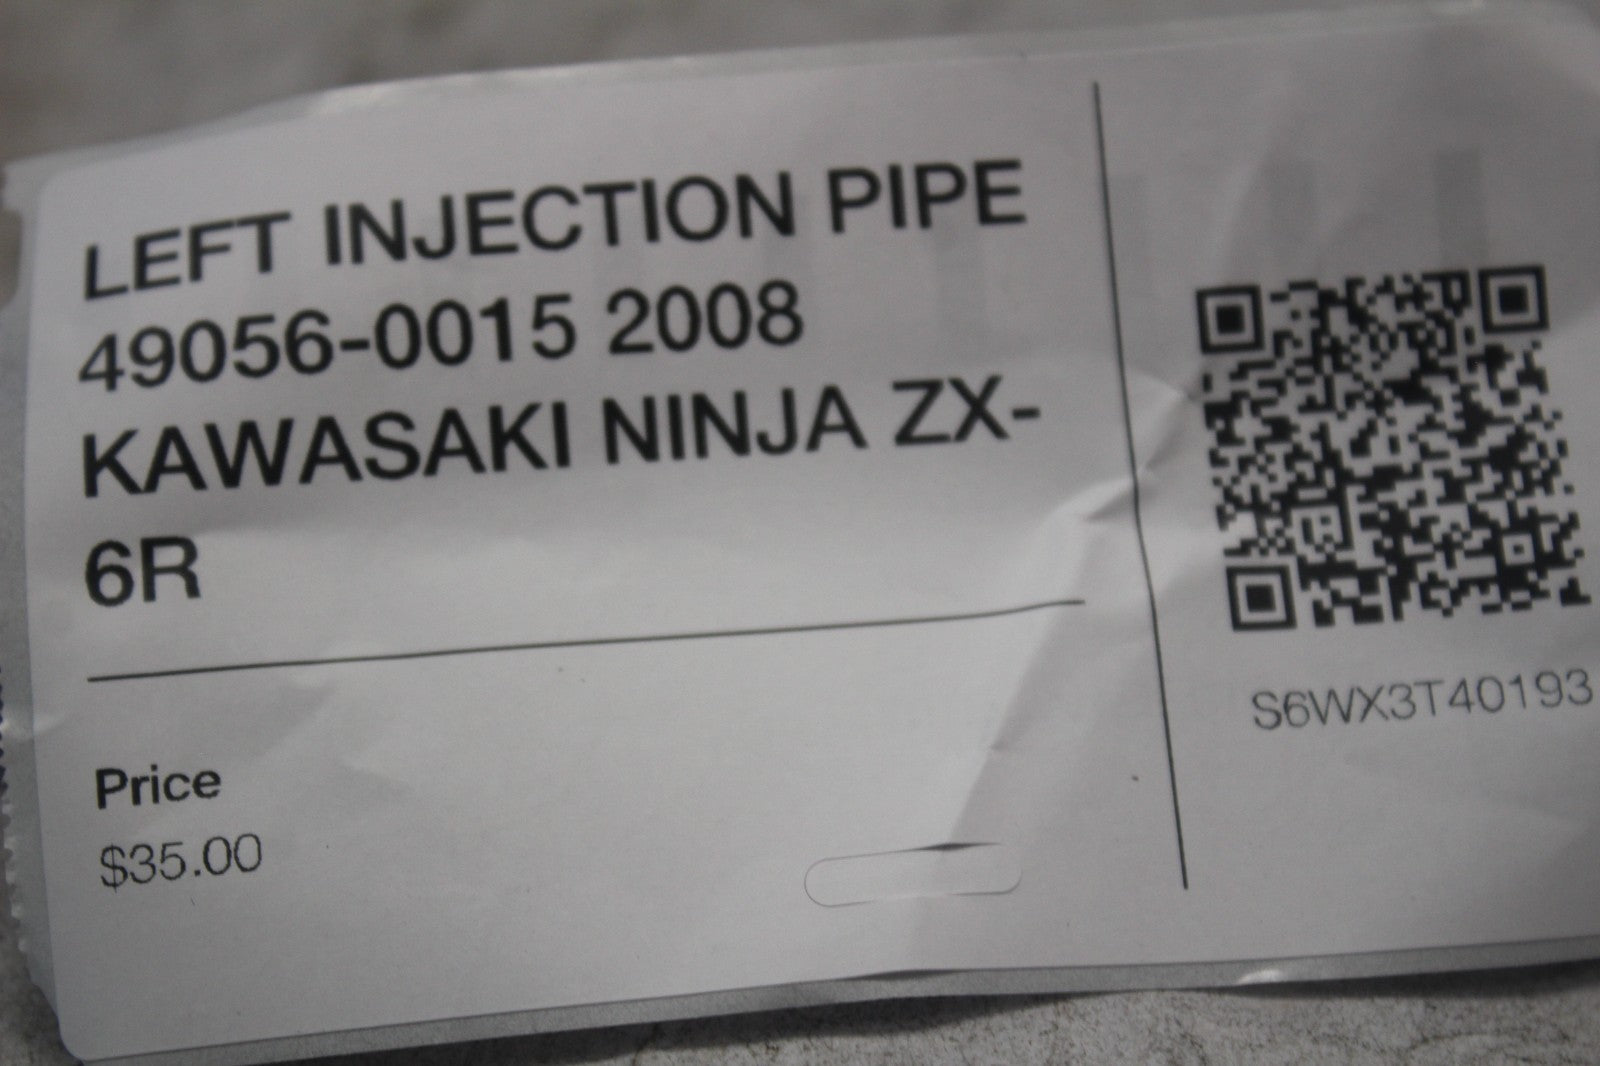 LEFT INJECTION PIPE
49056-0015 2008
KAWASAKI NINJA ZX-
6R
Price
$35.00
S6WX3T40193